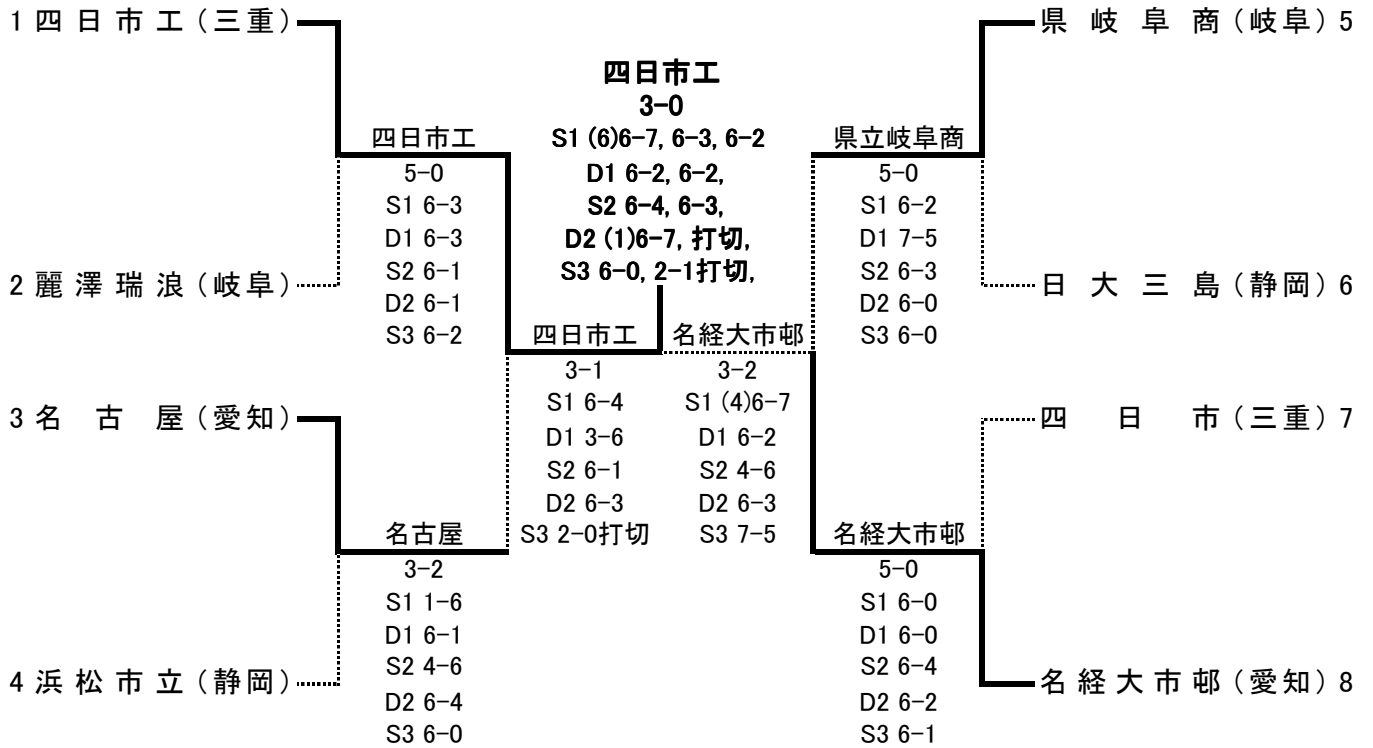 1 四日市工(三重)
県岐阜商(岐阜) 5
四日市工
3-0
S1 (6)6-7, 6-3, 6-2
D1 6-2, 6-2,
S2 6-4, 6-3,
D2 (1)6-7, 打切,
S3 6-0, 2-1打切,
四日市工
5-0
S1 6-3
D1 6-3
S2 6-1
D2 6-1
S3 6-2
県立岐阜商
5-0
S1 6-2
D1 7-5
S2 6-3
D2 6-0
S3 6-0
2 麗澤瑞浪(岐阜)
日大三島(静岡) 6
四日市工
3-1
S1 6-4
D1 3-6
S2 6-1
D2 6-3
S3 2-0打切
名経大市邨
3-2
S1 (4)6-7
D1 6-2
S2 4-6
D2 6-3
S3 7-5
3 名古屋(愛知)
四日市(三重) 7
名古屋
3-2
S1 1-6
D1 6-1
S2 4-6
D2 6-4
S3 6-0
名経大市邨
5-0
S1 6-0
D1 6-0
S2 6-4
D2 6-2
S3 6-1
4 浜松市立(静岡)
名経大市邨(愛知) 8